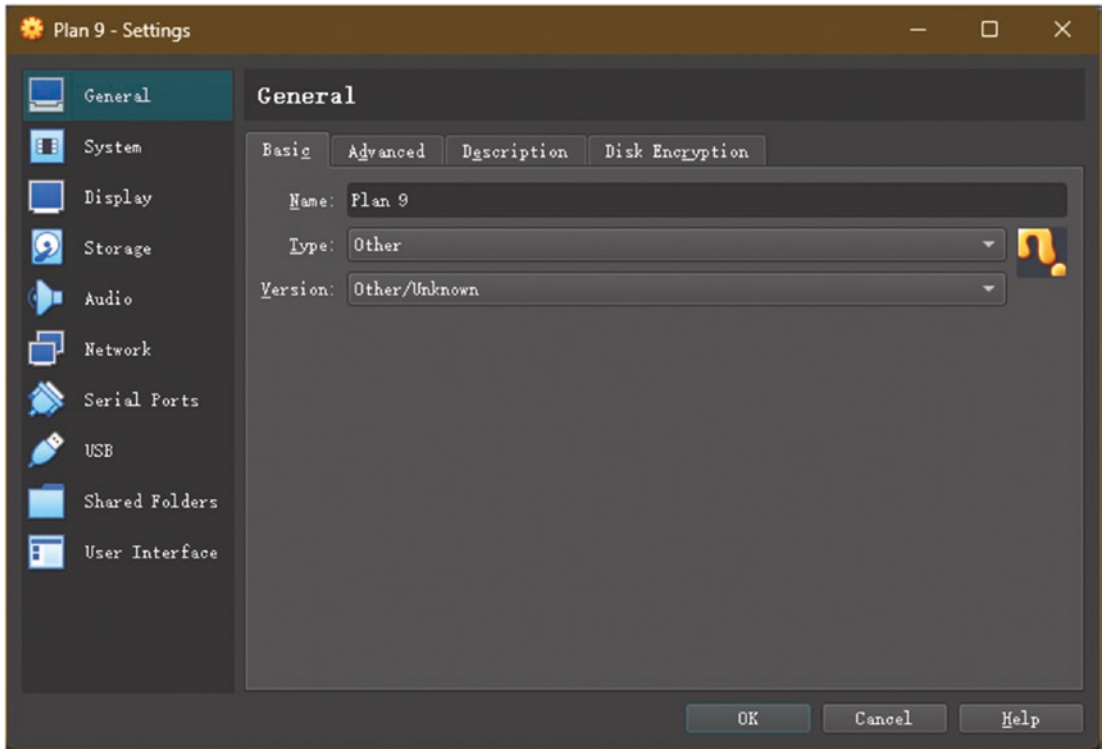 Plan 9 - Settings
General
System
Display
Storage
Audio
Network
Serial Ports
USB
Shared Folders
User Interface
General
Basic Advanced Description Disk Encryption
Name: Plan 9
Type: Other
Version: Other/Unknown
OK Cancel Help